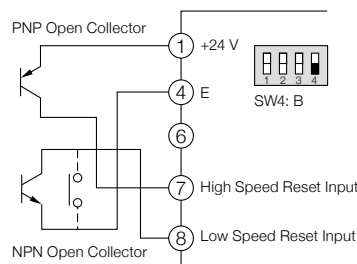 PNP Open Collector
1 +24 V
4 E
1 2 3 4
SW4: B
6
7 High Speed Reset Input
8 Low Speed Reset Input
NPN Open Collector